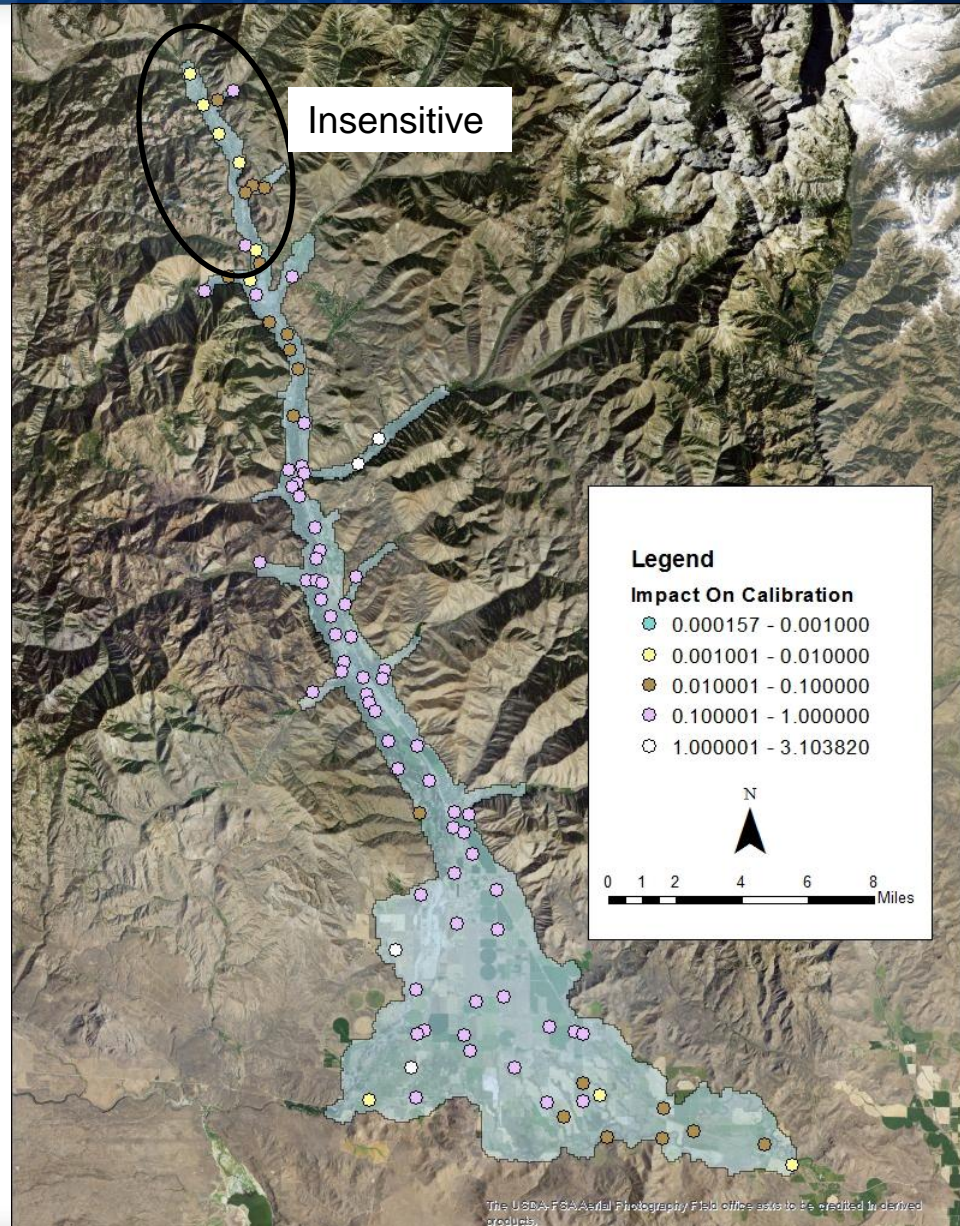 Insensitive
Legend
Impact On Calibration
0.000157 - 0.001000
0.001001 - 0.010000
0.010001 - 0.100000
0.100001 - 1.000000
1.000001 - 3.103820
N
0 1 2 4 6 8
Miles
The USDA-FSA Aerial Photography Field office asks to be credited in derived
products.